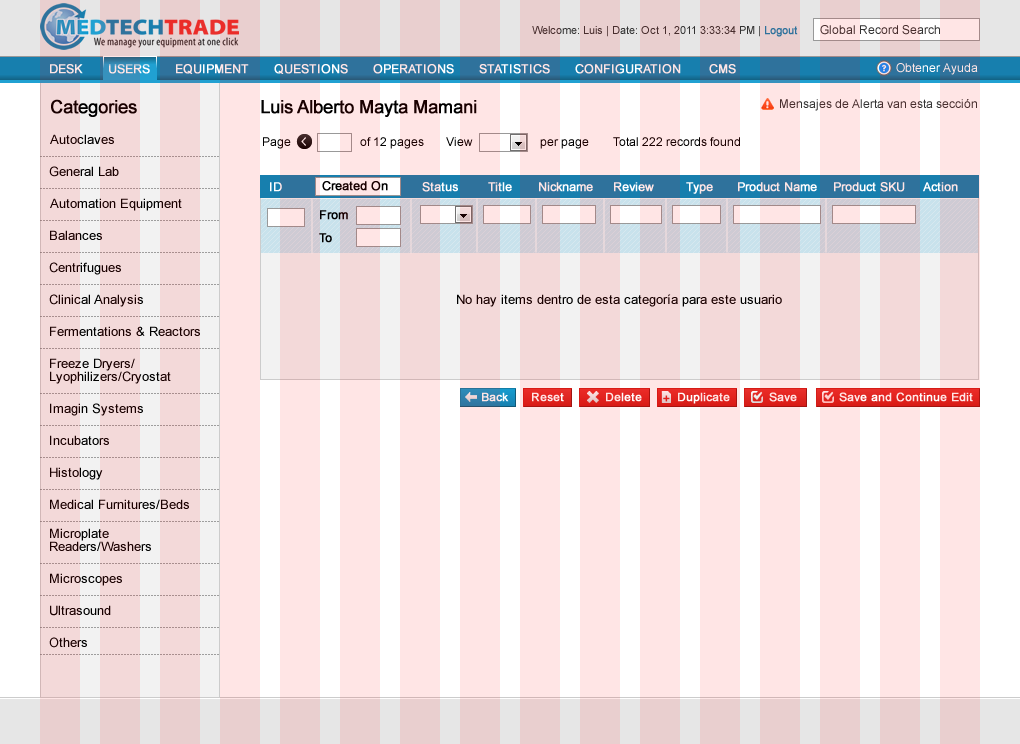 MEDTECHTRADE
We manage your equipment at one click
Welcome: Luis | Date: Oct 1, 2011 3:33:34 PM | Logout
Global Record Search
DESK USERS EQUIPMENT QUESTIONS OPERATIONS STATISTICS CONFIGURATION CMS
? Obtener Ayuda
Categories
Autoclaves
General Lab
Automation Equipment
Balances
Centrifugues
Clinical Analysis
Fermentations & Reactors
Freeze Dryers/
Lyophilizers/Cryostat
Imagin Systems
Incubators
Histology
Medical Furnitures/Beds
Microplate
Readers/Washers
Microscopes
Ultrasound
Others
Luis Alberto Mayta Mamani
Mensajes de Alerta van esta sección
Page of 12 pages View per page Total 222 records found
ID Created On Status Title Nickname Review Type Product Name Product SKU Action
From
To
No hay items dentro de esta categoría para este usuario
Back Reset Delete Duplicate Save Save and Continue Edit